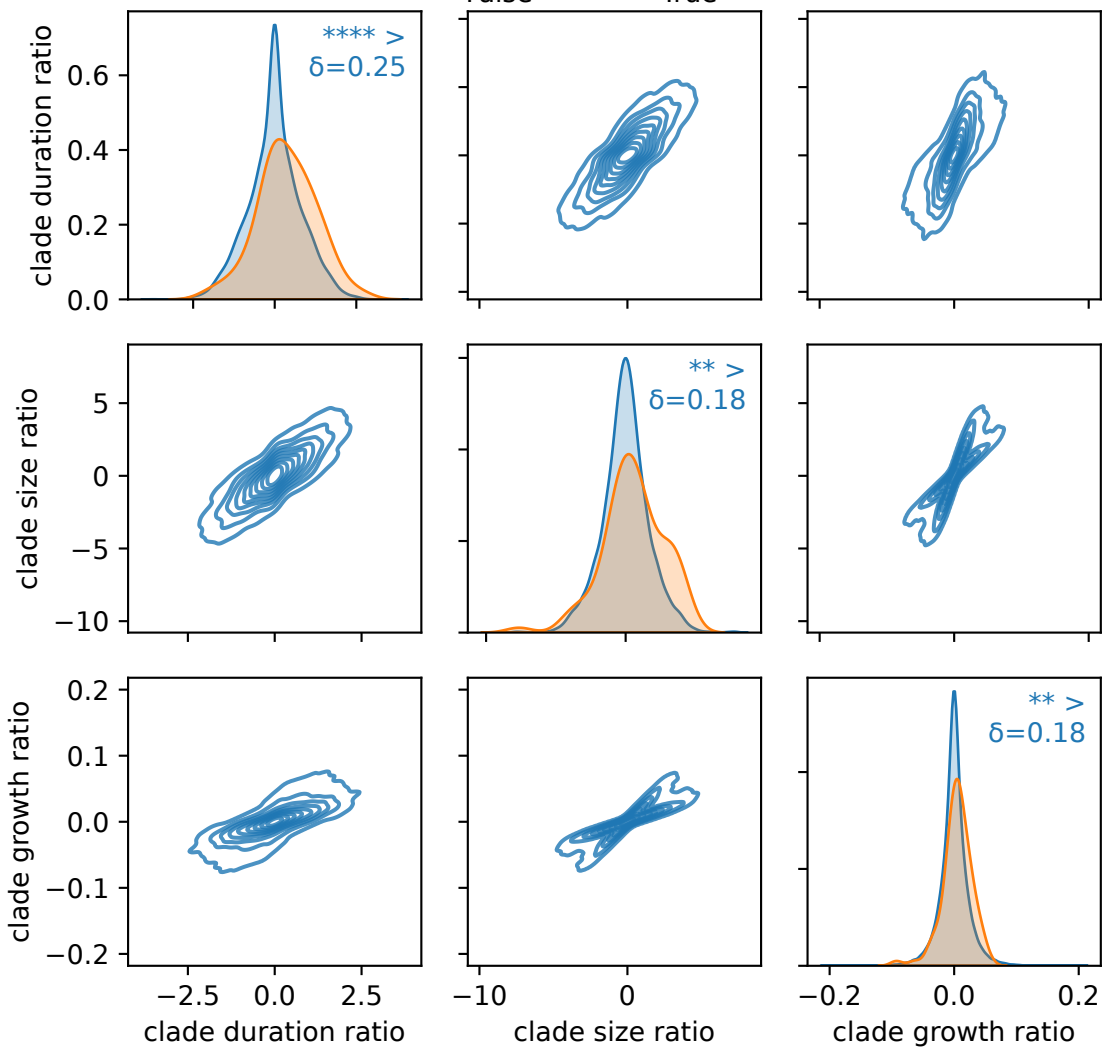 clade duration ratio
0.6
0.4
0.2
0.0
**** >
δ=0.25
clade size ratio
5
0
−5
−10
** >
δ=0.18
clade growth ratio
0.2
0.1
0.0
−0.1
−0.2
** >
δ=0.18
−2.5 0.0 2.5
−10 0
−0.2 0.0 0.2
clade duration ratio
clade size ratio
clade growth ratio